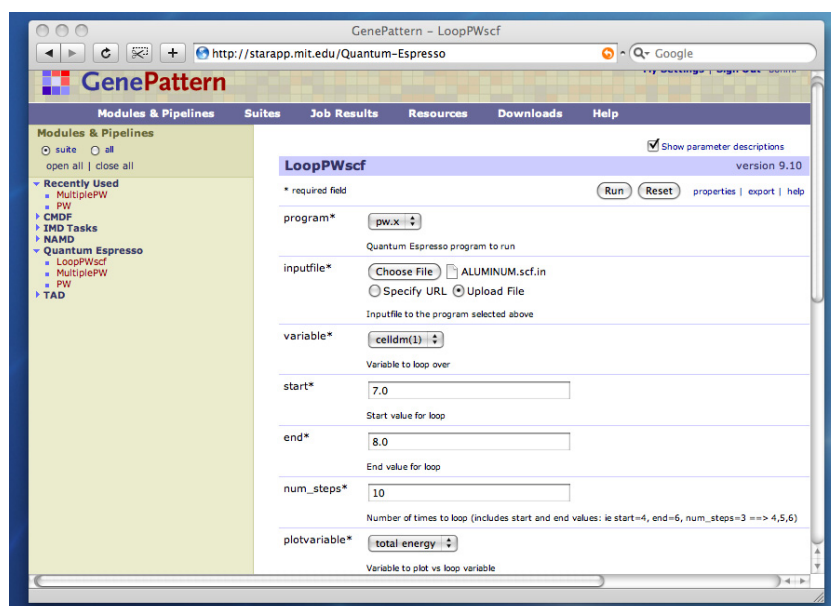 GenePattern – LoopPWscf
http://starapp.mit.edu/Quantum-Espresso
Google
GenePattern
My Settings | Sign Out
Modules & Pipelines Suites Job Results Resources Downloads Help
Modules & Pipelines
suite all
open all | close all
Recently Used
MultiplePW
PW
CMDF
IMD Tasks
NAMD
Quantum Espresso
LoopPWscf
MultiplePW
PW
TAD
Show parameter descriptions
LoopPWscf version 9.10
* required field Run Reset properties | export | help
program* pw.x
Quantum Espresso program to run
inputfile* Choose File ALUMINUM.scf.in
Specify URL Upload File
Inputfile to the program selected above
variable* celldm(1)
Variable to loop over
start* 7.0
Start value for loop
end* 8.0
End value for loop
num_steps* 10
Number of times to loop (includes start and end values: ie start=4, end=6, num_steps=3 ==> 4,5,6)
plotvariable* total energy
Variable to plot vs loop variable